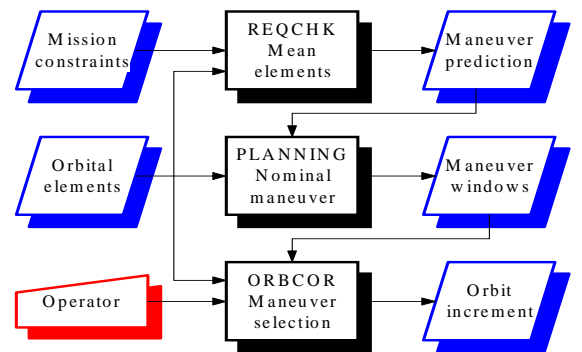 Mission
constraints
REQCHK
Mean
elements
Maneuver
prediction
Orbital
elements
PLANNING
Nominal
maneuver
Maneuver
windows
Operator
ORBCOR
Maneuver
selection
Orbit
increment